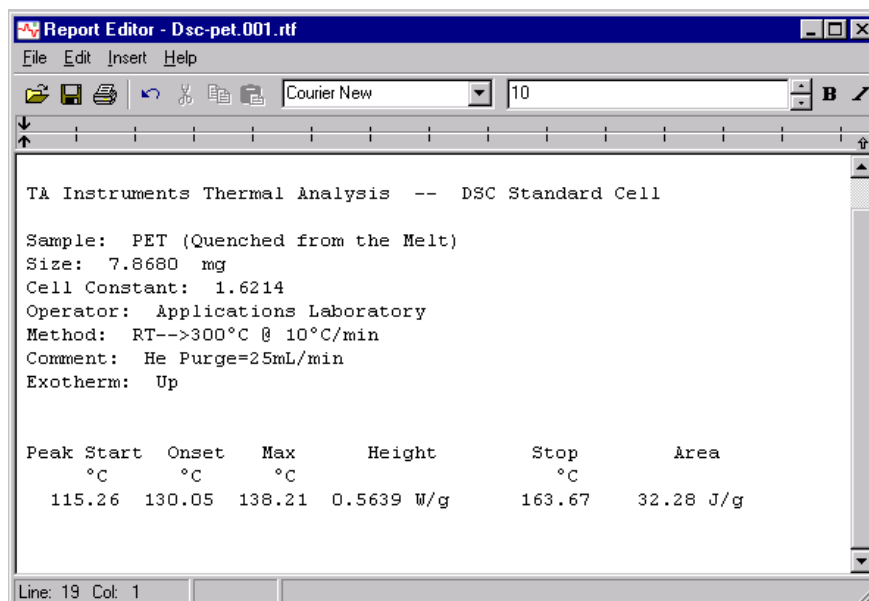 Report Editor - Dsc-pet.001.rtf
File Edit Insert Help
Courier New 10 B I
TA Instruments Thermal Analysis -- DSC Standard Cell
Sample: PET (Quenched from the Melt)
Size: 7.8680 mg
Cell Constant: 1.6214
Operator: Applications Laboratory
Method: RT-->300°C @ 10°C/min
Comment: He Purge=25mL/min
Exotherm: Up
Peak Start Onset Max Height Stop Area
°C °C °C °C
115.26 130.05 138.21 0.5639 W/g 163.67 32.28 J/g
Line: 19 Col: 1